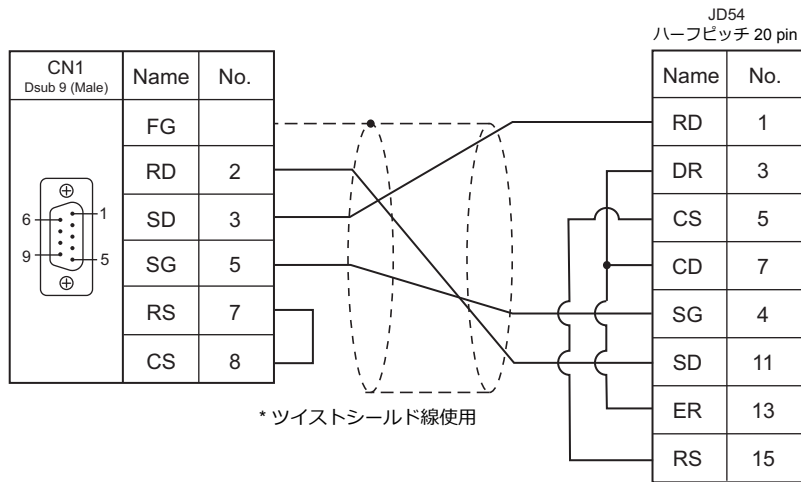 JD54
ハーフピッチ 20 pin
CN1
Dsub 9 (Male)
Name No.
FG
RD 2
SD 3
SG 5
RS 7
CS 8
6
1
9
5
Name No.
RD 1
DR 3
CS 5
CD 7
SG 4
SD 11
ER 13
RS 15
* ツイストシールド線使用